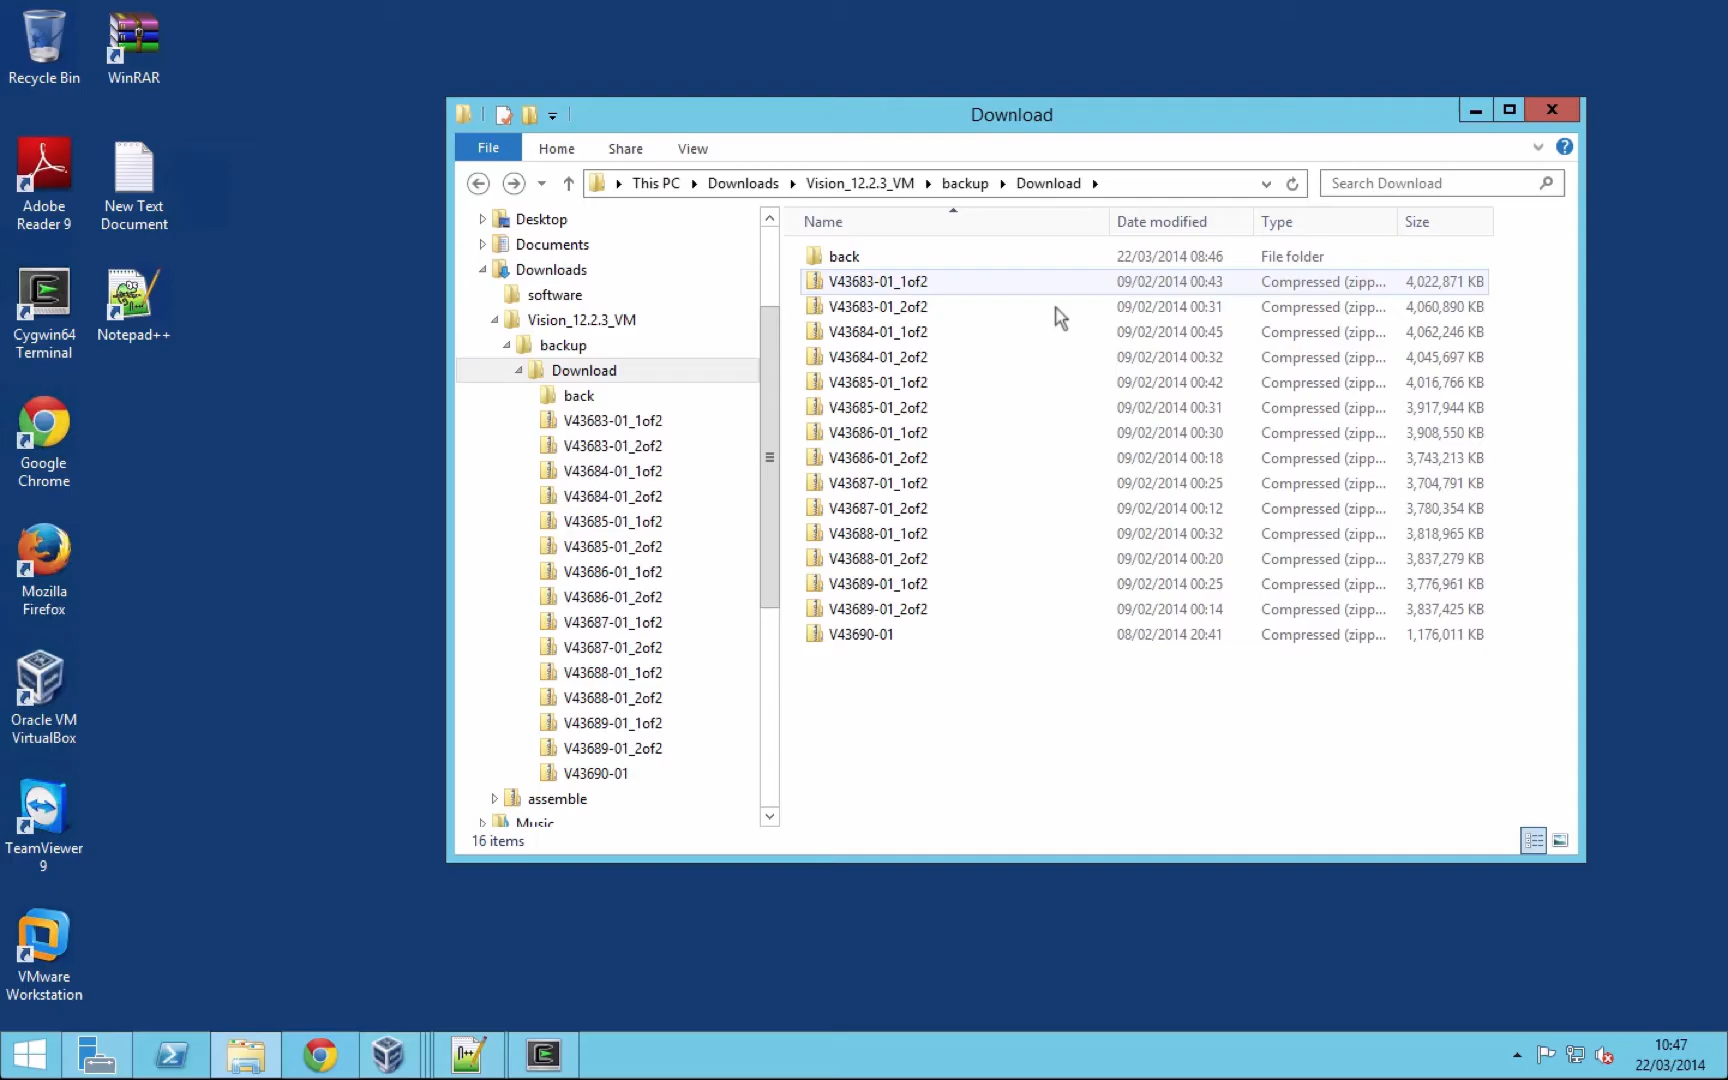 Recycle Bin
WinRAR
Adobe
Reader 9
New Text
Document
Cygwin64
Terminal
Notepad++
Google
Chrome
Mozilla
Firefox
Oracle VM
VirtualBox
TeamViewer
9
VMware
Workstation
Download
File
Home
Share
View
This PC
Downloads
Vision_12.2.3_VM
backup
Download
Search Download
Desktop
Documents
Downloads
software
Vision_12.2.3_VM
backup
Download
back
V43683-01_1of2
V43683-01_2of2
V43684-01_1of2
V43684-01_2of2
V43685-01_1of2
V43685-01_2of2
V43686-01_1of2
V43686-01_2of2
V43687-01_1of2
V43687-01_2of2
V43688-01_1of2
V43688-01_2of2
V43689-01_1of2
V43689-01_2of2
V43690-01
assemble
Music
Name Date modified Type Size
back 22/03/2014 08:46 File folder
V43683-01_1of2 09/02/2014 00:43 Compressed (zipp... 4,022,871 KB
V43683-01_2of2 09/02/2014 00:31 Compressed (zipp... 4,060,890 KB
V43684-01_1of2 09/02/2014 00:45 Compressed (zipp... 4,062,246 KB
V43684-01_2of2 09/02/2014 00:32 Compressed (zipp... 4,045,697 KB
V43685-01_1of2 09/02/2014 00:42 Compressed (zipp... 4,016,766 KB
V43685-01_2of2 09/02/2014 00:31 Compressed (zipp... 3,917,944 KB
V43686-01_1of2 09/02/2014 00:30 Compressed (zipp... 3,908,550 KB
V43686-01_2of2 09/02/2014 00:18 Compressed (zipp... 3,743,213 KB
V43687-01_1of2 09/02/2014 00:25 Compressed (zipp... 3,704,791 KB
V43687-01_2of2 09/02/2014 00:12 Compressed (zipp... 3,780,354 KB
V43688-01_1of2 09/02/2014 00:32 Compressed (zipp... 3,818,965 KB
V43688-01_2of2 09/02/2014 00:20 Compressed (zipp... 3,837,279 KB
V43689-01_1of2 09/02/2014 00:25 Compressed (zipp... 3,776,961 KB
V43689-01_2of2 09/02/2014 00:14 Compressed (zipp... 3,837,425 KB
V43690-01 08/02/2014 20:41 Compressed (zipp... 1,176,011 KB
16 items
10:47
22/03/2014